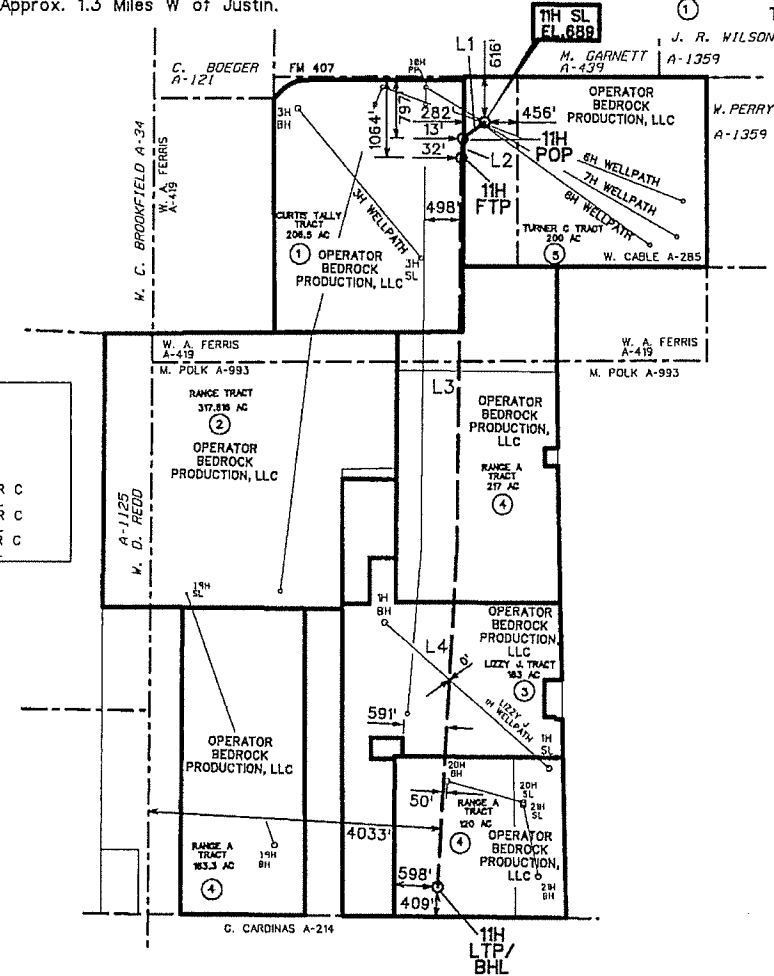 Approx. 1.3 Miles W of Justin.
11H SL
EL.689
1
J. R. WILSON
A-1359
M. GARNETT
A-439
L1
616'
C. BOEGER
A-121
FM 407
18H
PP
W. PERRY
A-1359
OPERATOR
BEDROCK
PRODUCTION, LLC
3H
BH
797'
1064'
282'
13'
32'
456'
11H
POP
L2
11H
FTP
6H WELLPATH
7H WELLPATH
8H WELLPATH
W. C. BROOKFIELD A-34
W. A. FERRIS
A-419
3H WELLPATH
498'
CURTIS TALLY
TRACT
206.5 AC
1
OPERATOR
BEDROCK
PRODUCTION, LLC
3H
SL
TURNER C TRACT
200 AC
5
W. CABLE A-285
W. A. FERRIS
A-419
M. POLK A-993
W. A. FERRIS
A-419
M. POLK A-993
L3
RANGE TRACT
317.816 AC
2
OPERATOR
BEDROCK
PRODUCTION, LLC
OPERATOR
BEDROCK
PRODUCTION,
LLC
RANGE A
TRACT
217 AC
4
R C
R C
R C
A-1125
W. D. REDD
19H
SL
1H
BH
L4
6'
OPERATOR
BEDROCK
PRODUCTION,
LLC
LIZZY J. TRACT
183 AC
3
LIZZY J.
1H WELLPATH
591'
1H
SL
OPERATOR
BEDROCK
PRODUCTION, LLC
20H
BH
20H
SL
21H
SL
50'
RANGE A
TRACT
120 AC
4
OPERATOR
BEDROCK
PRODUCTION,
LLC
4033'
RANGE A
TRACT
163.3 AC
4
19H
BH
598'
409'
21H
BH
G. CARDINAS A-214
11H
LTP/
BHL